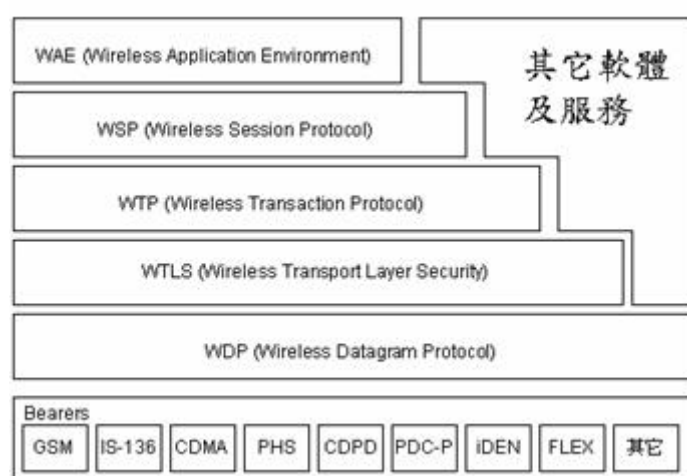 WAE (Wireless Application Environment)
其它軟體
及服務
WSP (Wireless Session Protocol)
WTP (Wireless Transaction Protocol)
WTLS (Wireless Transport Layer Security)
WDP (Wireless Datagram Protocol)
Bearers
GSM IS-136 CDMA PHS CDPD PDC-P iDEN FLEX 其它